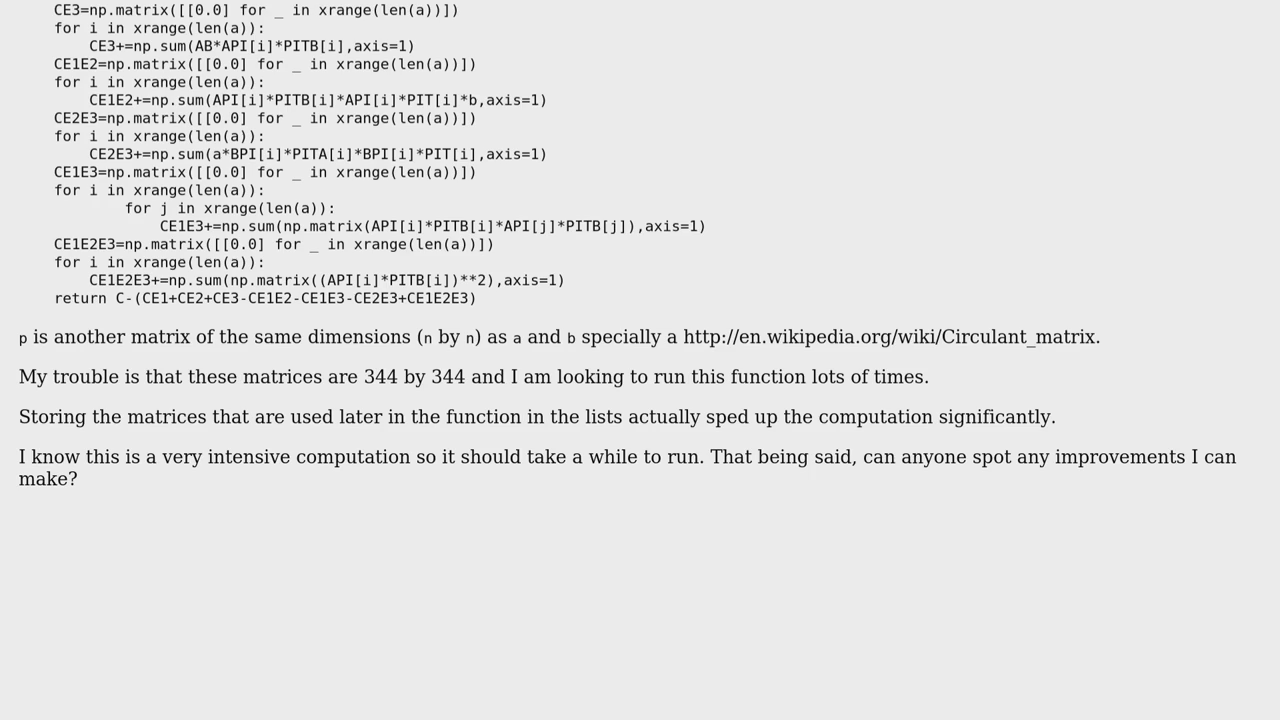 CE3=np.matrix([[0.0] for _ in xrange(len(a))])
for i in xrange(len(a)):
    CE3+=np.sum(AB*API[i]*PITB[i],axis=1)
CE1E2=np.matrix([[0.0] for _ in xrange(len(a))])
for i in xrange(len(a)):
    CE1E2+=np.sum(API[i]*PITB[i]*API[i]*PIT[i]*b,axis=1)
CE2E3=np.matrix([[0.0] for _ in xrange(len(a))])
for i in xrange(len(a)):
    CE2E3+=np.sum(a*BPI[i]*PITA[i]*BPI[i]*PIT[i],axis=1)
CE1E3=np.matrix([[0.0] for _ in xrange(len(a))])
for i in xrange(len(a)):
        for j in xrange(len(a)):
            CE1E3+=np.sum(np.matrix(API[i]*PITB[i]*API[j]*PITB[j]),axis=1)
CE1E2E3=np.matrix([[0.0] for _ in xrange(len(a))])
for i in xrange(len(a)):
    CE1E2E3+=np.sum(np.matrix((API[i]*PITB[i])**2),axis=1)
return C-(CE1+CE2+CE3-CE1E2-CE1E3-CE2E3+CE1E2E3)
p is another matrix of the same dimensions (n by n) as a and b specially a http://en.wikipedia.org/wiki/Circulant_matrix.
My trouble is that these matrices are 344 by 344 and I am looking to run this function lots of times.
Storing the matrices that are used later in the function in the lists actually sped up the computation significantly.
I know this is a very intensive computation so it should take a while to run. That being said, can anyone spot any improvements I can
make?